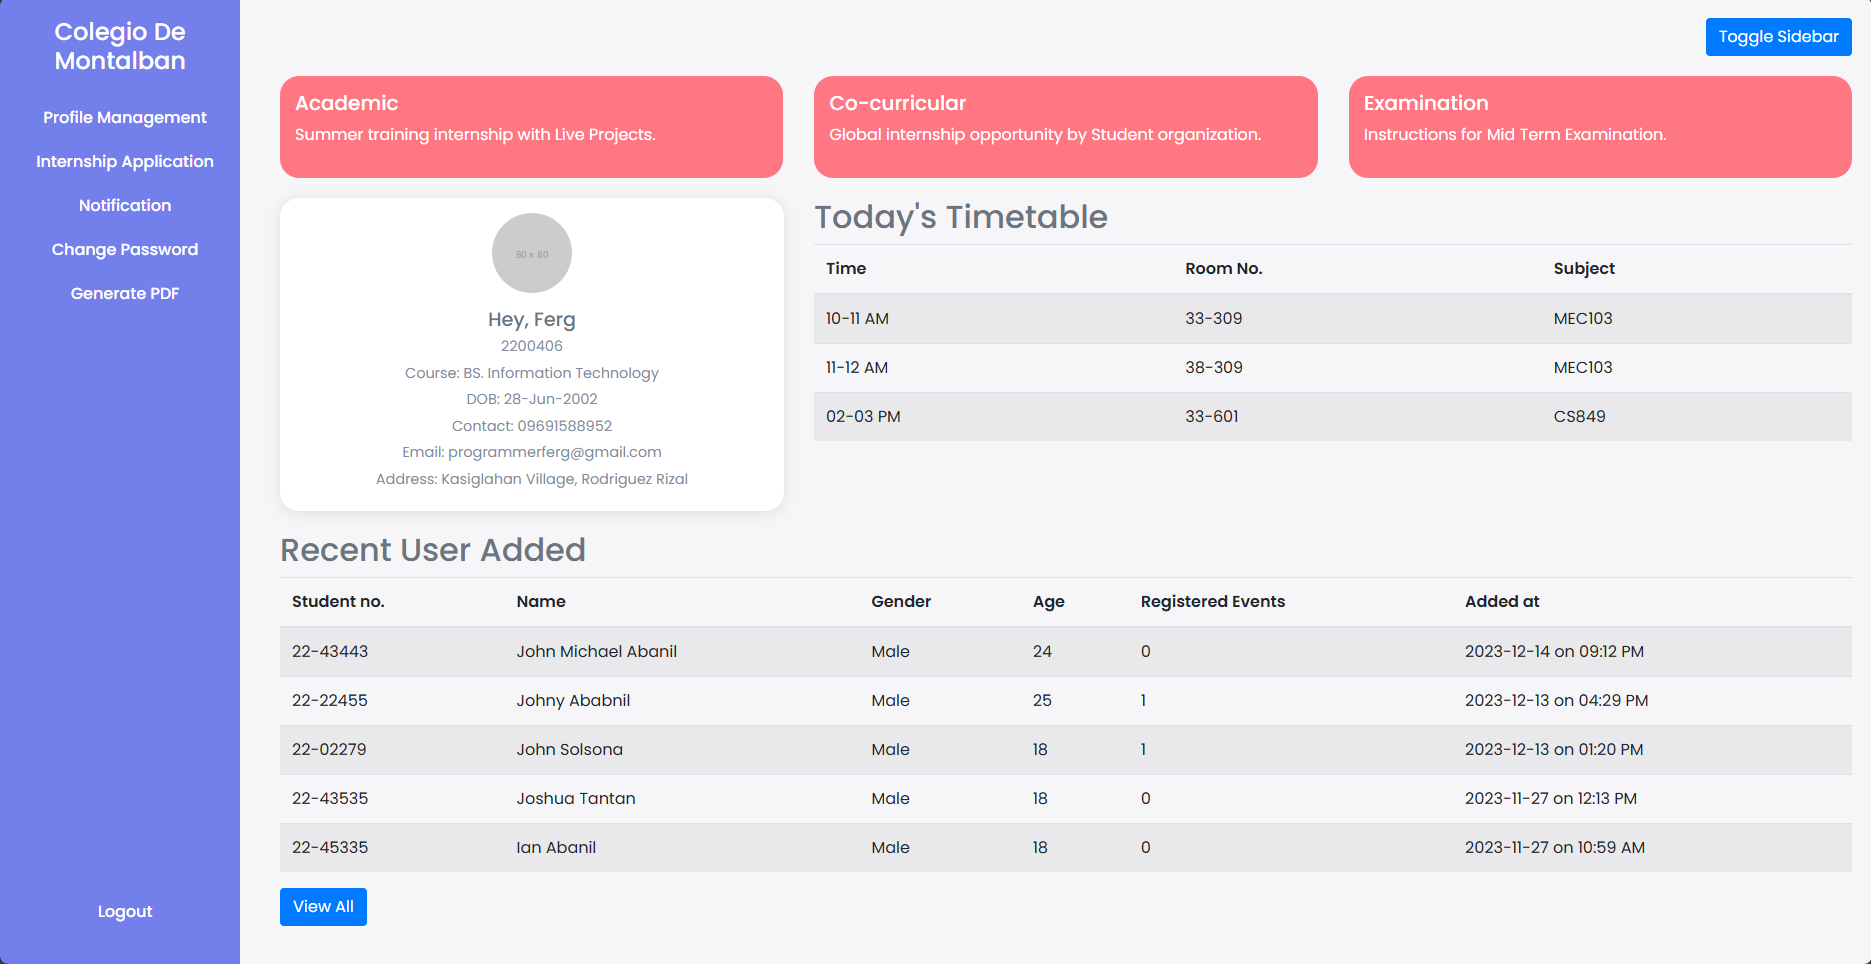 Colegio De
Montalban
Profile Management
Internship Application
Notification
Change Password
Generate PDF
Logout
Toggle Sidebar
Academic
Summer training internship with Live Projects.
Co-curricular
Global internship opportunity by Student organization.
Examination
Instructions for Mid Term Examination.
80 x 80
Hey, Ferg
2200406
Course: BS. Information Technology
DOB: 28-Jun-2002
Contact: 09691588952
Email: programmerferg@gmail.com
Address: Kasiglahan Village, Rodriguez Rizal
Today's Timetable
Time Room No. Subject
10-11 AM 33-309 MEC103
11-12 AM 38-309 MEC103
02-03 PM 33-601 CS849
Recent User Added
Student no. Name Gender Age Registered Events Added at
22-43443 John Michael Abanil Male 24 0 2023-12-14 on 09:12 PM
22-22455 Johny Ababnil Male 25 1 2023-12-13 on 04:29 PM
22-02279 John Solsona Male 18 1 2023-12-13 on 01:20 PM
22-43535 Joshua Tantan Male 18 0 2023-11-27 on 12:13 PM
22-45335 Ian Abanil Male 18 0 2023-11-27 on 10:59 AM
View All